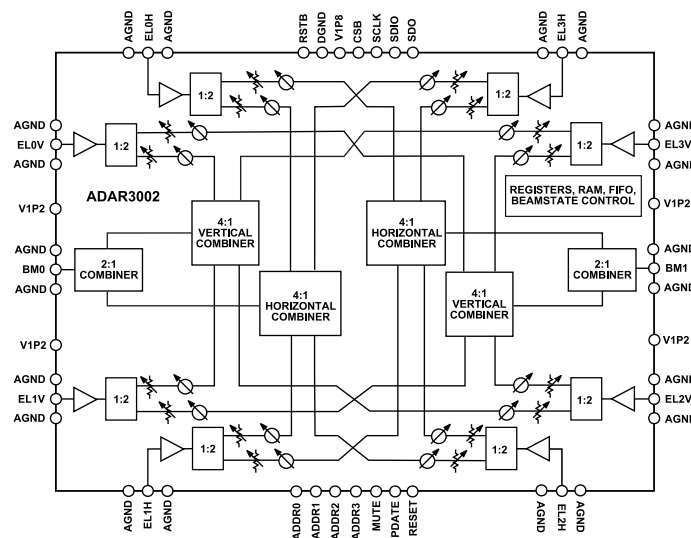 AGND
EL0H
AGND
RSTB
DGND
V1P8
CSB
SCLK
SDIO
SDO
AGND
EL3H
AGND
1:2
1:2
AGND
EL0V
AGND
1:2
1:2
AGND
EL3V
AGND
V1P2
ADAR3002
REGISTERS, RAM, FIFO,
BEAMSTATE CONTROL
V1P2
4:1
VERTICAL
COMBINER
4:1
HORIZONTAL
COMBINER
AGND
BM0
AGND
2:1
COMBINER
4:1
HORIZONTAL
COMBINER
4:1
VERTICAL
COMBINER
2:1
COMBINER
AGND
BM1
AGND
V1P2
V1P2
AGND
EL1V
AGND
1:2
1:2
AGND
EL2V
AGND
1:2
1:2
AGND
EL1H
AGND
ADDR0
ADDR1
ADDR2
ADDR3
MUTE
PDATE
RESET
AGND
EL2H
AGND